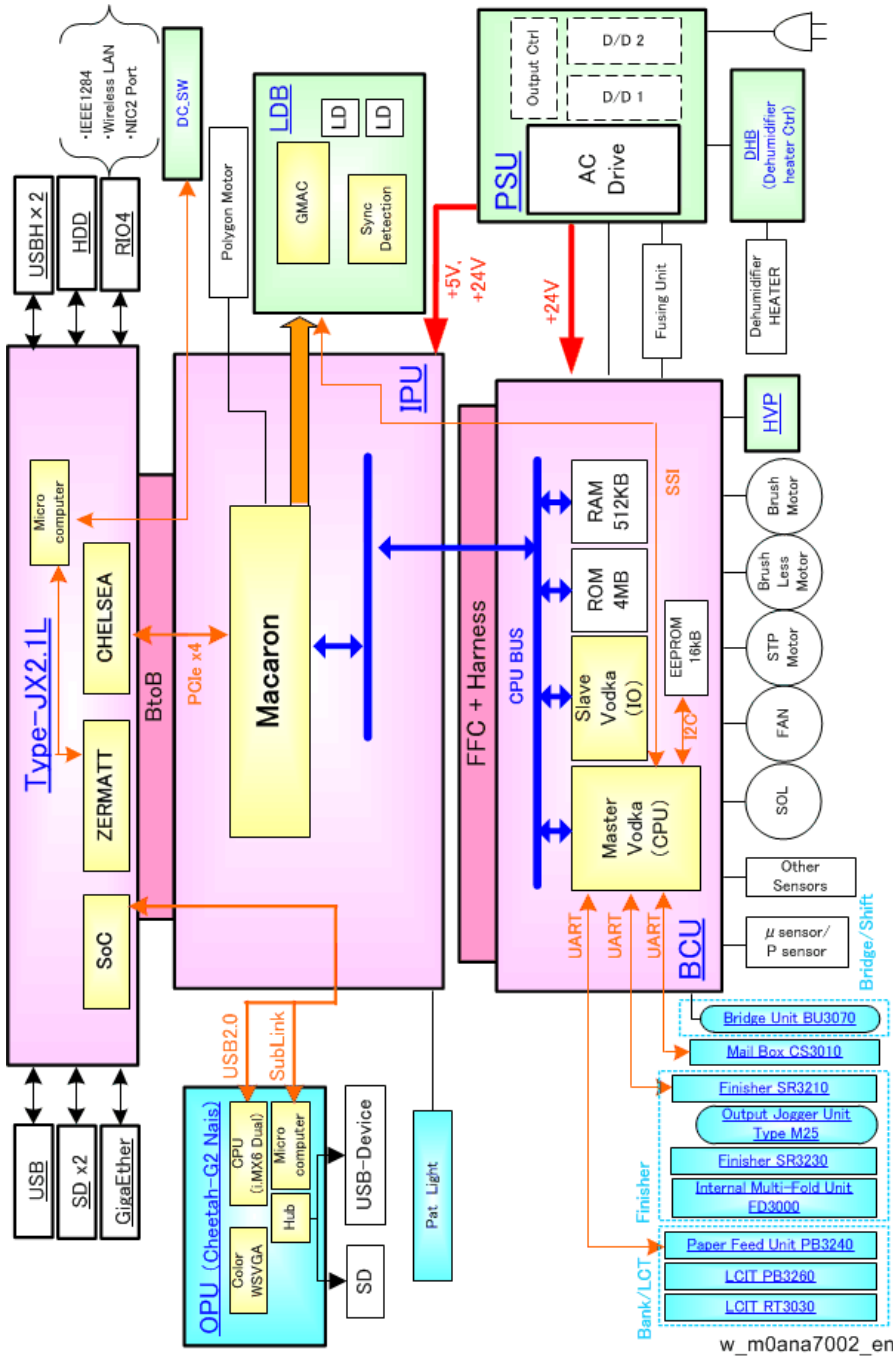 USB
SD x2
GigaEther
USBH×2
HDD
RIO4
・IEEE1284
・Wireless LAN
・NIC2 Port
Type-JX2.1L
SoC
ZERMATT
CHELSEA
Micro
computer
DC_SW
BtoB
PCIe x4
Polygon Motor
IPU
Macaron
LDB
GMAC
Sync
Detection
LD
LD
USB2.0
SubLink
OPU (Cheetah-G2 Nais)
Color
WSVGA
CPU
(i.MX6 Dual)
Hub
Micro
computer
SD
USB-Device
Pat Light
+5V,
+24V
+24V
PSU
AC
Drive
Output Ctrl
D/D 1
D/D 2
Fusing Unit
DHB
(Dehumidifier
heater Ctrl)
Dehumidifier
HEATER
FFC + Harness
BCU
CPU BUS
Master
Vodka
(CPU)
Slave
Vodka
(IO)
ROM
4MB
RAM
512KB
EEPROM
16kB
I2C
SSI
UART
UART
UART
HVP
Brush
Motor
Brush
Less
Motor
STP
Motor
FAN
SOL
Other
Sensors
μ sensor/
P sensor
Bridge/Shift
Bridge Unit BU3070
Mail Box CS3010
Finisher
Finisher SR3210
Output Jogger Unit
Type M25
Finisher SR3230
Internal Multi-Fold Unit
FD3000
Bank/LCT
Paper Feed Unit PB3240
LCIT PB3260
LCIT RT3030
w_m0ana7002_en